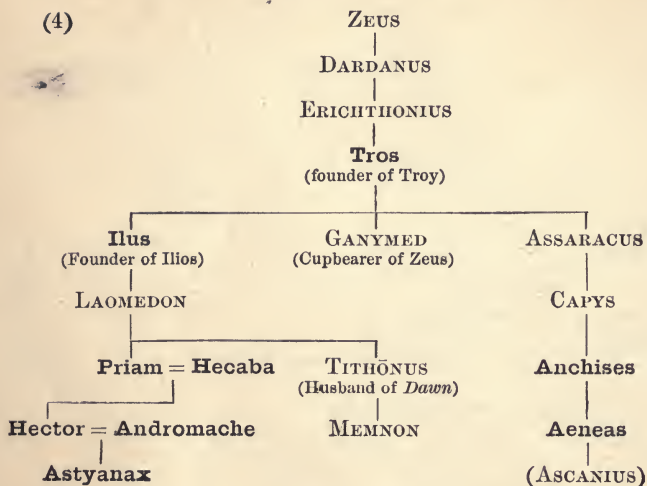 (4) ZEUS
DARDANUS
ERICHTHONIUS
Tros
(founder of Troy)
Ilus GANYMED ASSARACUS
(Founder of Ilios) (Cupbearer of Zeus)
LAOMEDON CAPYS
Priam = Hecaba TITHŌNUS Anchises
(Husband of Dawn)
Hector = Andromache MEMNON Aeneas
Astyanax (ASCANIUS)